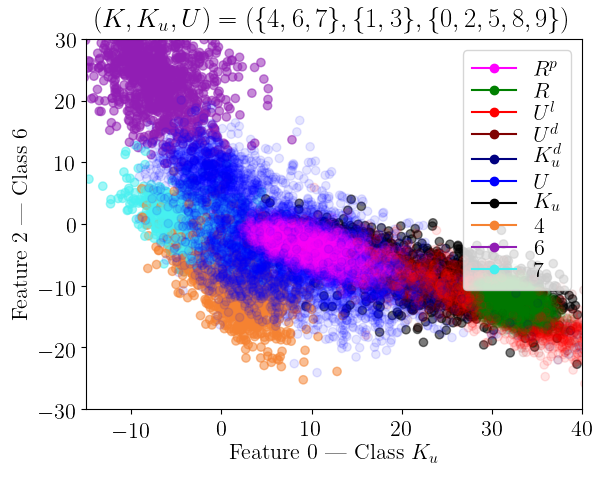 (K, K_u, U) = ({4, 6, 7}, {1, 3}, {0, 2, 5, 8, 9})
30
20
10
0
−10
−20
−30
Feature 2 — Class 6
R^p
R
U^l
U^d
K_u^d
U
K_u
4
6
7
−10
0
10
20
30
40
Feature 0 — Class K_u